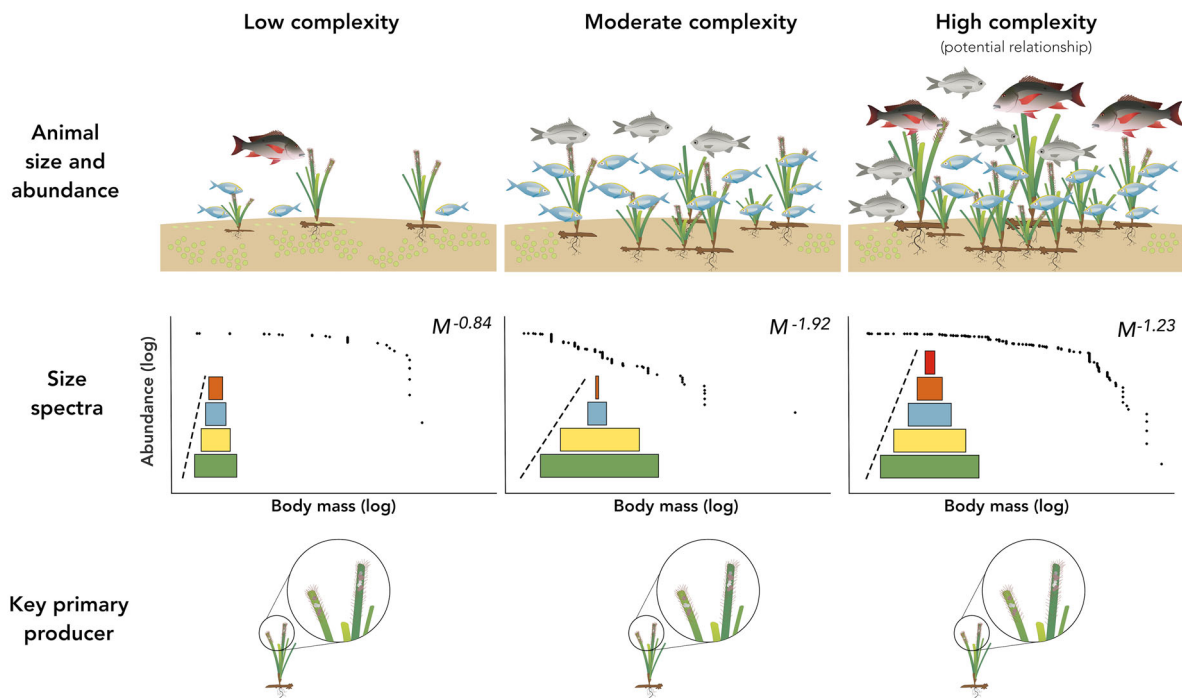 Low complexity
Moderate complexity
High complexity
(potential relationship)
Animal
size and
abundance
Size
spectra
Abundance (log)
M-0.84
M-1.92
M-1.23
Body mass (log)
Body mass (log)
Body mass (log)
Key primary
producer